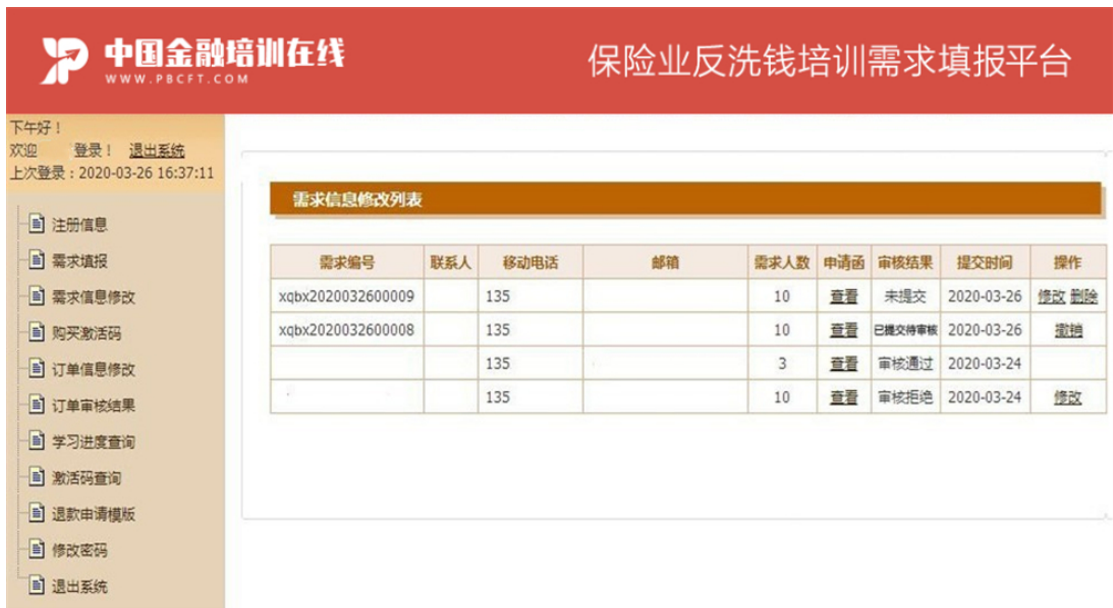 中国金融培训在线
WWW.PBCFT.COM
保险业反洗钱培训需求填报平台
下午好！
欢迎 登录！ 退出系统
上次登录：2020-03-26 16:37:11
注册信息
需求填报
需求信息修改
购买激活码
订单信息修改
订单审核结果
学习进度查询
激活码查询
退款申请模版
修改密码
退出系统
需求信息修改列表
需求编号 联系人 移动电话 邮箱 需求人数 申请函 审核结果 提交时间 操作
xqbx2020032600009 135 10 查看 未提交 2020-03-26 修改 删除
xqbx2020032600008 135 10 查看 已提交待审核 2020-03-26 撤销
135 3 查看 审核通过 2020-03-24
135 10 查看 审核拒绝 2020-03-24 修改